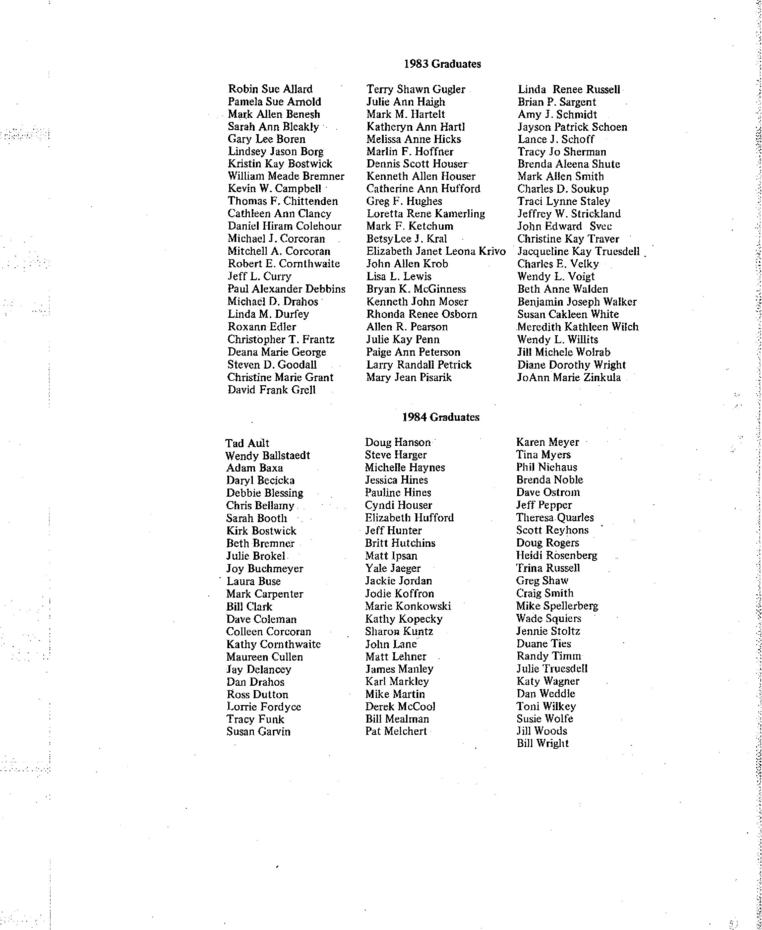 1983 Graduates
Robin Sue Allard
Pamela Sue Arnold
Mark Allen Benesh
Sarah Ann Bleakly
Gary Lee Boren
Lindsey Jason Borg
Kristin Kay Bostwick
William Meade Bremner
Kevin W. Campbell
Thomas F. Chittenden
Cathleen Ann Clancy
Daniel Hiram Colehour
Michael J. Corcoran
Mitchell A. Corcoran
Robert E. Cornthwaite
Jeff L. Curry
Paul Alexander Debbins
Michael D. Drahos
Linda M. Durfey
Roxann Edler
Christopher T. Frantz
Deana Marie George
Steven D. Goodall
Christine Marie Grant
David Frank Grell
Terry Shawn Gugler
Julie Ann Haigh
Mark M. Hartelt
Katheryn Ann Hartl
Melissa Anne Hicks
Marlin F. Hoffner
Dennis Scott Houser
Kenneth Allen Houser
Catherine Ann Hufford
Greg F. Hughes
Loretta Rene Kamerling
Mark F. Ketchum
BetsyLee J. Kral
Elizabeth Janet Leona Krivo
John Allen Krob
Lisa L. Lewis
Bryan K. McGinness
Kenneth John Moser
Rhonda Renee Osborn
Allen R. Pearson
Julie Kay Penn
Paige Ann Peterson
Larry Randall Petrick
Mary Jean Pisarik
Linda Renee Russell
Brian P. Sargent
Amy J. Schmidt
Jayson Patrick Schoen
Lance J. Schoff
Tracy Jo Sherman
Brenda Aleena Shute
Mark Allen Smith
Charles D. Soukup
Traci Lynne Staley
Jeffrey W. Strickland
John Edward Svec
Christine Kay Traver
Jacqueline Kay Truesdell
Charles E. Velky
Wendy L. Voigt
Beth Anne Walden
Benjamin Joseph Walker
Susan Cakleen White
Meredith Kathleen Wilch
Wendy L. Willits
Jill Michele Wolrab
Diane Dorothy Wright
JoAnn Marie Zinkula
1984 Graduates
Tad Ault
Wendy Ballstaedt
Adam Baxa
Daryl Becicka
Debbie Blessing
Chris Bellamy
Sarah Booth
Kirk Bostwick
Beth Bremner
Julie Brokel
Joy Buchmeyer
Laura Buse
Mark Carpenter
Bill Clark
Dave Coleman
Colleen Corcoran
Kathy Cornthwaite
Maureen Cullen
Jay Delancey
Dan Drahos
Ross Dutton
Lorrie Fordyce
Tracy Funk
Susan Garvin
Doug Hanson
Steve Harger
Michelle Haynes
Jessica Hines
Pauline Hines
Cyndi Houser
Elizabeth Hufford
Jeff Hunter
Britt Hutchins
Matt Ipsan
Yale Jaeger
Jackie Jordan
Jodie Koffron
Marie Konkowski
Kathy Kopecky
Sharon Kuntz
John Lane
Matt Lehner
James Manley
Karl Markley
Mike Martin
Derek McCool
Bill Mealman
Pat Melchert
Karen Meyer
Tina Myers
Phil Niehaus
Brenda Noble
Dave Ostrom
Jeff Pepper
Theresa Quarles
Scott Reyhons
Doug Rogers
Heidi Rosenberg
Trina Russell
Greg Shaw
Craig Smith
Mike Spellerberg
Wade Squiers
Jennie Stoltz
Duane Ties
Randy Timm
Julie Truesdell
Katy Wagner
Dan Weddle
Toni Wilkey
Susie Wolfe
Jill Woods
Bill Wright